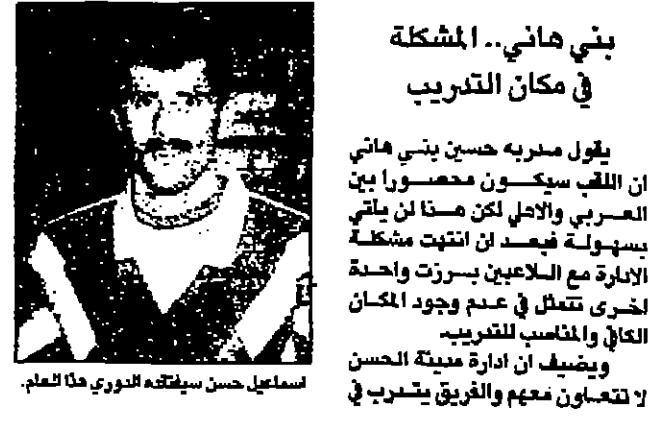 بني هاني.. المشكلة
في مكان التدريب
يقول مدربه حسين بني هاني
ان اللقب سيكون محصورا بين
العربي والاهلي لكن هذا لن ياتي
بسهولة فبعد ان انتهت مشكلة
الادارة مع اللاعبين برزت واحدة
اخرى تتمثل في عدم وجود المكان
الكافي والمناسب للتدريب.
ويضيف ان ادارة مدينة الحسن
لا تتعاون معهم والفريق يتدرب في
اسماعيل حسن سيفتقده الدوري هذا العام.